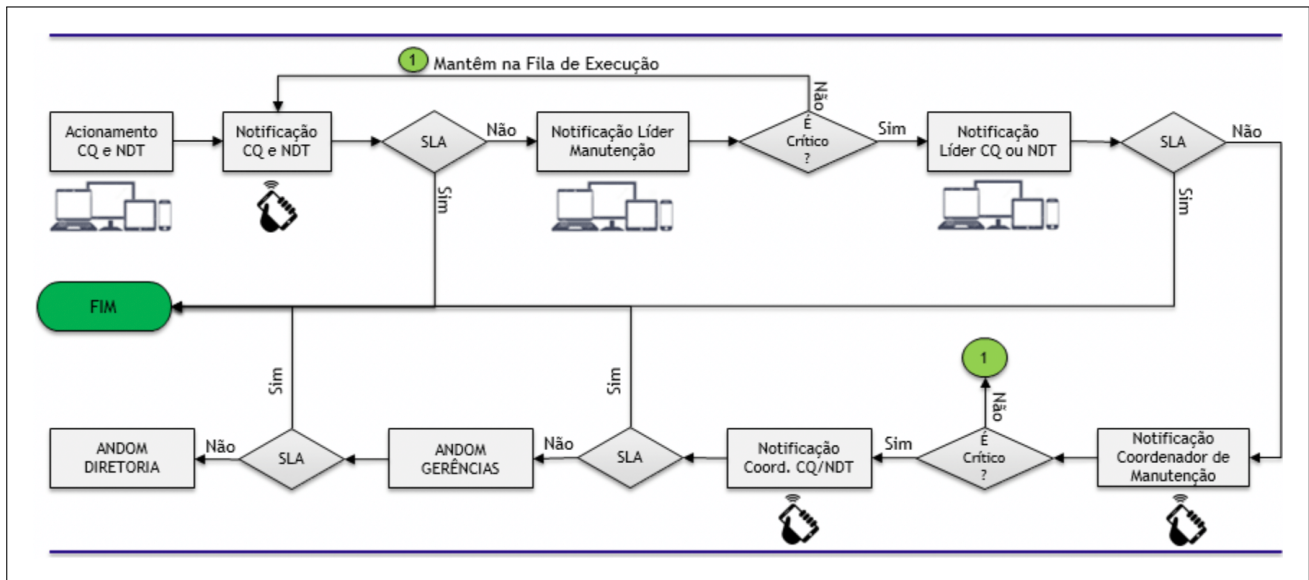 1 Mantêm na Fila de Execução
Não
Acionamento
CQ e NDT
Notificação
CQ e NDT
SLA
Não
Notificação Líder
Manutenção
É
Crítico
?
Sim
Notificação
Líder CQ ou NDT
SLA
Não
Sim
Sim
FIM
1
Sim
Sim
Não
ANDOM
DIRETORIA
Não
SLA
ANDOM
GERÊNCIAS
Não
SLA
Notificação
Coord. CQ/NDT
Sim
É
Crítico
?
Notificação
Coordenador de
Manutenção